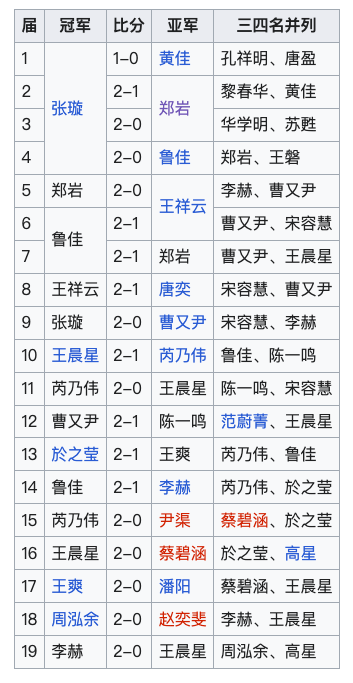 届 冠军 比分 亚军 三四名并列
1 张璇 1–0 黄佳 孔祥明、唐盈
2 2–1 郑岩 黎春华、黄佳
3 2–0 华学明、苏甦
4 2–0 鲁佳 郑岩、王磐
5 郑岩 2–0 王祥云 李赫、曹又尹
6 鲁佳 2–1 曹又尹、宋容慧
7 2–1 郑岩 曹又尹、王晨星
8 王祥云 2–1 唐奕 宋容慧、曹又尹
9 张璇 2–0 曹又尹 宋容慧、李赫
10 王晨星 2–1 芮乃伟 鲁佳、陈一鸣
11 芮乃伟 2–0 王晨星 陈一鸣、宋容慧
12 曹又尹 2–1 陈一鸣 范蔚菁、王晨星
13 於之莹 2–1 王爽 芮乃伟、鲁佳
14 鲁佳 2–1 李赫 芮乃伟、於之莹
15 芮乃伟 2–0 尹渠 蔡碧涵、於之莹
16 王晨星 2–0 蔡碧涵 於之莹、高星
17 王爽 2–0 潘阳 蔡碧涵、王晨星
18 周泓余 2–0 赵奕斐 李赫、王晨星
19 李赫 2–0 王晨星 周泓余、高星